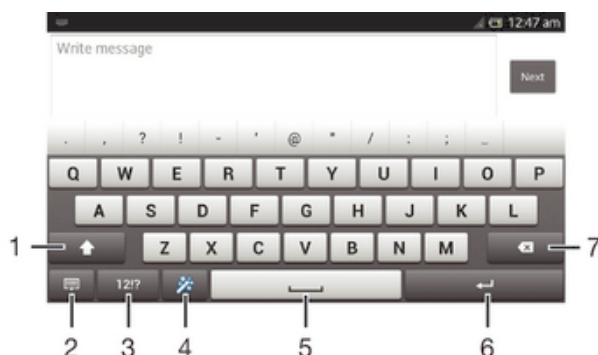 12:47 am
Write message
Next
. , ? ! - ' @ " / : ; _
Q W E R T Y U I O P
A S D F G H J K L
1 Z X C V B N M 7
12!?
2 3 4 5 6